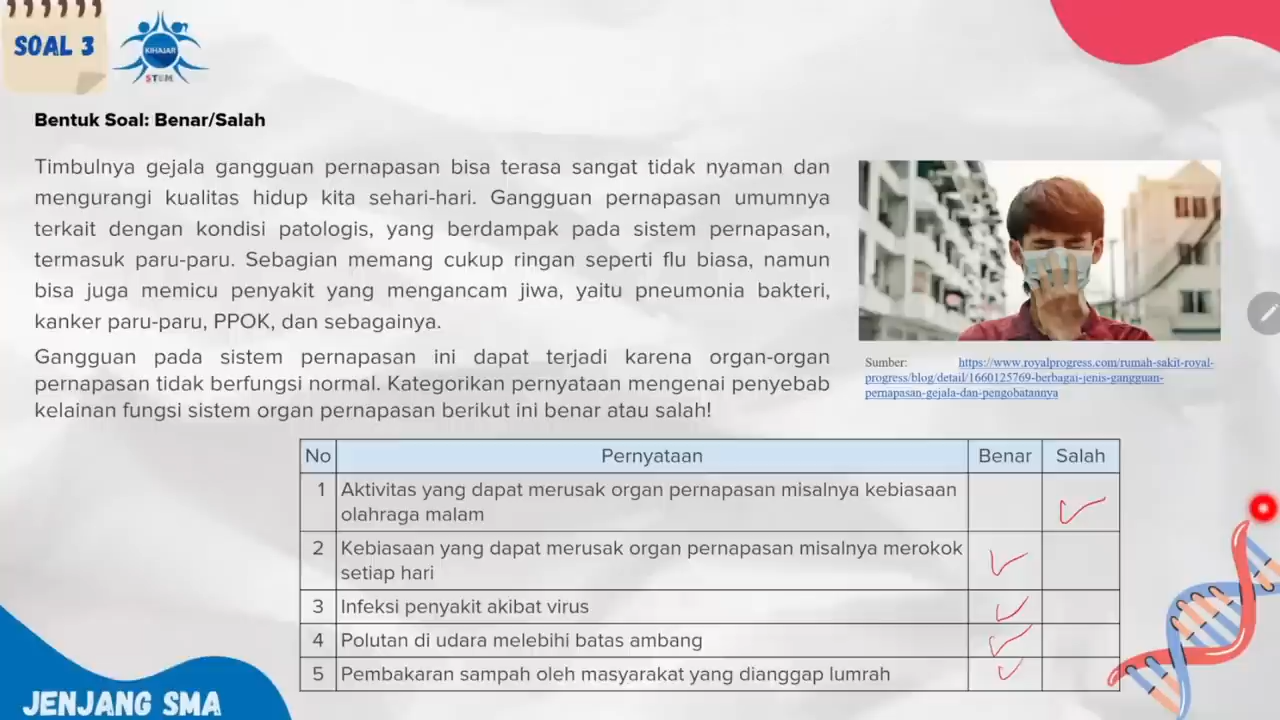 SOAL 3
KIHAJAR
STEM
Bentuk Soal: Benar/Salah
Timbulnya gejala gangguan pernapasan bisa terasa sangat tidak nyaman dan
mengurangi kualitas hidup kita sehari-hari. Gangguan pernapasan umumnya
terkait dengan kondisi patologis, yang berdampak pada sistem pernapasan,
termasuk paru-paru. Sebagian memang cukup ringan seperti flu biasa, namun
bisa juga memicu penyakit yang mengancam jiwa, yaitu pneumonia bakteri,
kanker paru-paru, PPOK, dan sebagainya.
Gangguan pada sistem pernapasan ini dapat terjadi karena organ-organ
pernapasan tidak berfungsi normal. Kategorikan pernyataan mengenai penyebab
kelainan fungsi sistem organ pernapasan berikut ini benar atau salah!
Sumber: https://www.royalprogress.com/rumah-sakit-royal-
progress/blog/detail/1660125769-berbagai-jenis-gangguan-
pernapasan-gejala-dan-pengobatannya
No Pernyataan Benar Salah
1 Aktivitas yang dapat merusak organ pernapasan misalnya kebiasaan
olahraga malam
2 Kebiasaan yang dapat merusak organ pernapasan misalnya merokok
setiap hari
3 Infeksi penyakit akibat virus
4 Polutan di udara melebihi batas ambang
5 Pembakaran sampah oleh masyarakat yang dianggap lumrah
JENJANG SMA